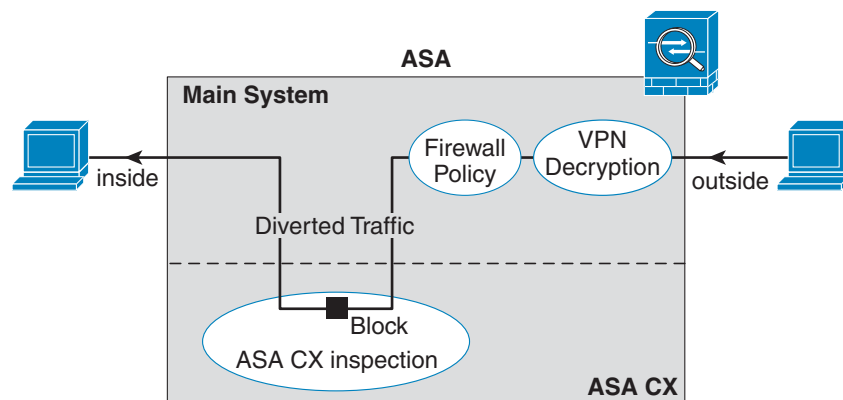 ASA
Main System
inside
Firewall
Policy
VPN
Decryption
outside
Diverted Traffic
Block
ASA CX inspection
ASA CX